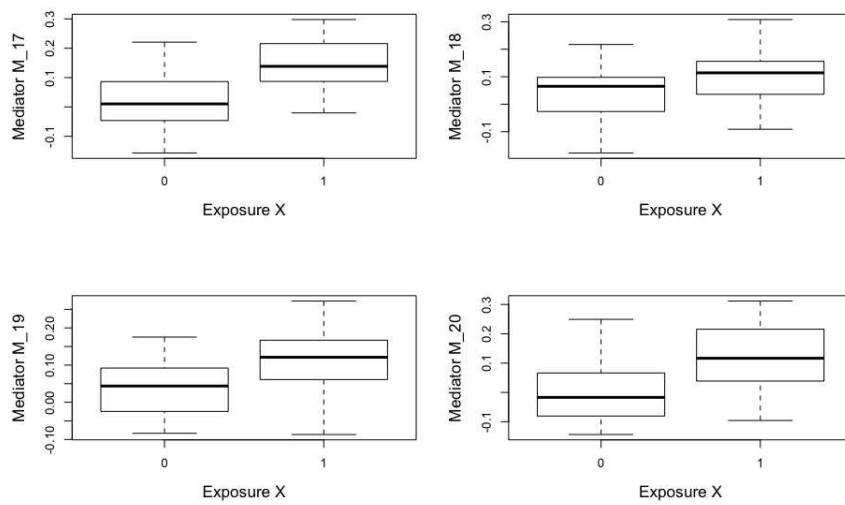 Mediator M_17
0.3
0.2
0.1
-0.1
0
1
Exposure X
Mediator M_18
0.3
0.1
-0.1
0
1
Exposure X
Mediator M_19
0.20
0.10
0.00
-0.10
0
1
Exposure X
Mediator M_20
0.3
0.1
-0.1
0
1
Exposure X